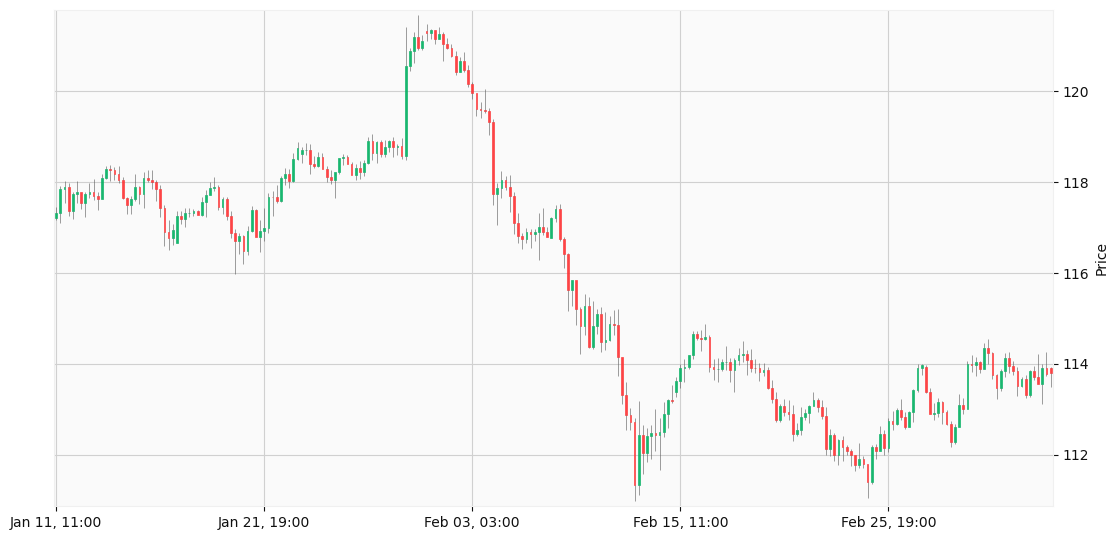 120
118
116
114
112
Price
Jan 11, 11:00
Jan 21, 19:00
Feb 03, 03:00
Feb 15, 11:00
Feb 25, 19:00